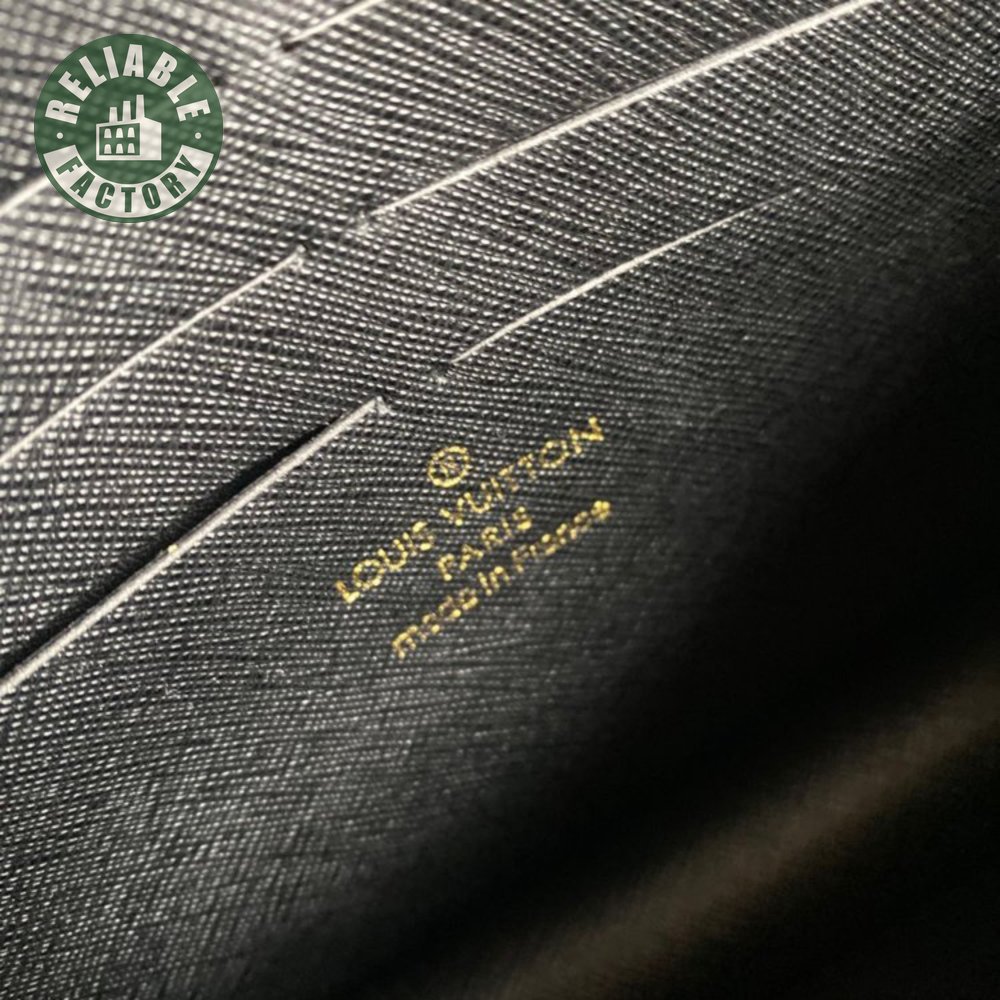 RELIABLE
FACTORY
LOUIS VUITTON
PARIS
made in France